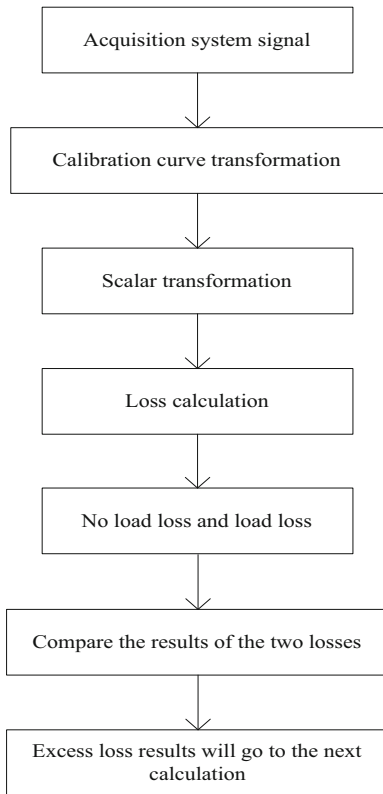 Acquisition system signal
Calibration curve transformation
Scalar transformation
Loss calculation
No load loss and load loss
Compare the results of the two losses
Excess loss results will go to the next
calculation